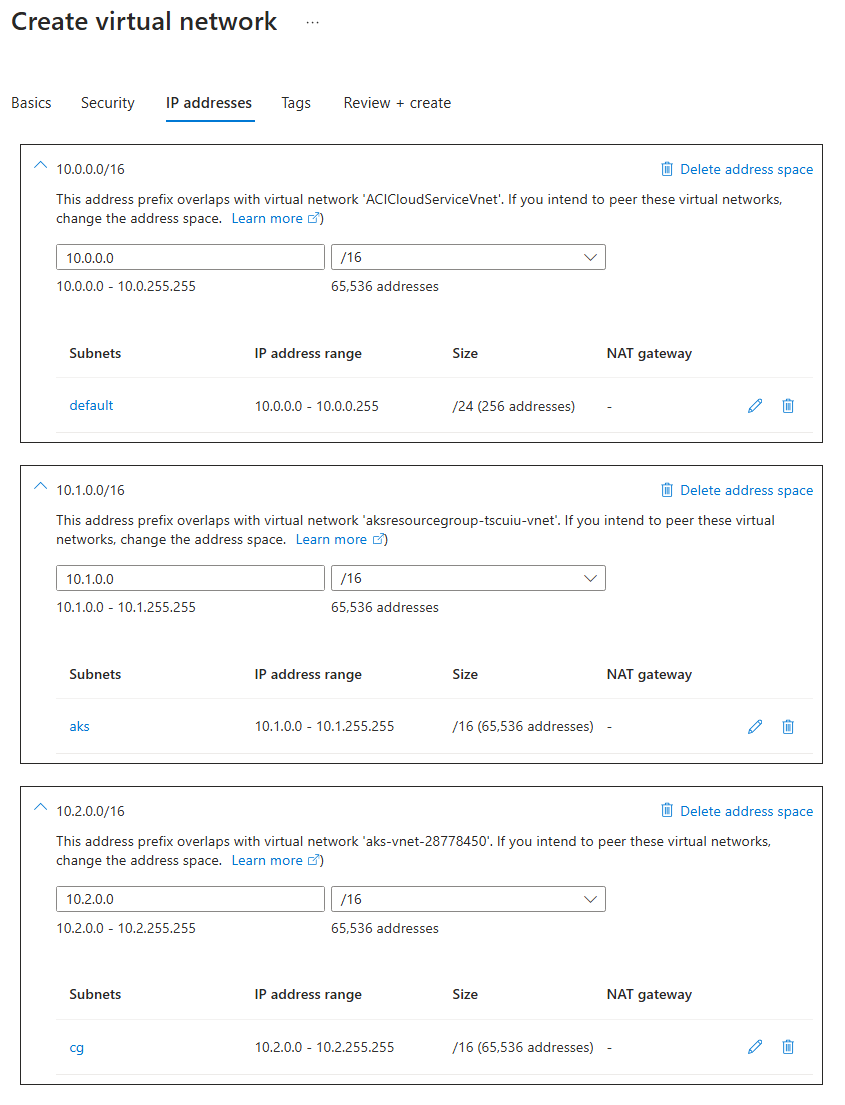 Create virtual network ...
Basics Security IP addresses Tags Review + create
10.0.0.0/16 Delete address space
This address prefix overlaps with virtual network 'ACICloudServiceVnet'. If you intend to peer these virtual networks,
change the address space. Learn more )
10.0.0.0 /16
10.0.0.0 - 10.0.255.255 65,536 addresses
Subnets IP address range Size NAT gateway
default 10.0.0.0 - 10.0.0.255 /24 (256 addresses) -
10.1.0.0/16 Delete address space
This address prefix overlaps with virtual network 'aksresourcegroup-tscuiu-vnet'. If you intend to peer these virtual
networks, change the address space. Learn more )
10.1.0.0 /16
10.1.0.0 - 10.1.255.255 65,536 addresses
Subnets IP address range Size NAT gateway
aks 10.1.0.0 - 10.1.255.255 /16 (65,536 addresses) -
10.2.0.0/16 Delete address space
This address prefix overlaps with virtual network 'aks-vnet-28778450'. If you intend to peer these virtual networks,
change the address space. Learn more )
10.2.0.0 /16
10.2.0.0 - 10.2.255.255 65,536 addresses
Subnets IP address range Size NAT gateway
cg 10.2.0.0 - 10.2.255.255 /16 (65,536 addresses) -